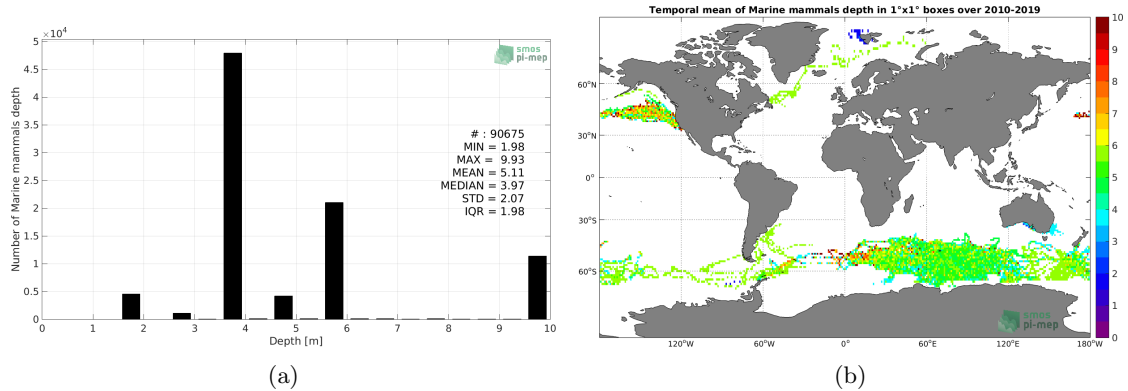 ×10⁴
5
4.5
4
3.5
3
2.5
2
1.5
1
0.5
0
Number of Marine mammals depth
smos
pi-mep
# : 90675
MIN = 1.98
MAX = 9.93
MEAN = 5.11
MEDIAN = 3.97
STD = 2.07
IQR = 1.98
0 1 2 3 4 5 6 7 8 9 10
Depth [m]
(a)
Temporal mean of Marine mammals depth in 1°x1° boxes over 2010-2019
60°N
30°N
0°
30°S
60°S
120°W 60°W 0° 60°E 120°E 180°W
smos
pi-mep
10
9
8
7
6
5
4
3
2
1
0
(b)